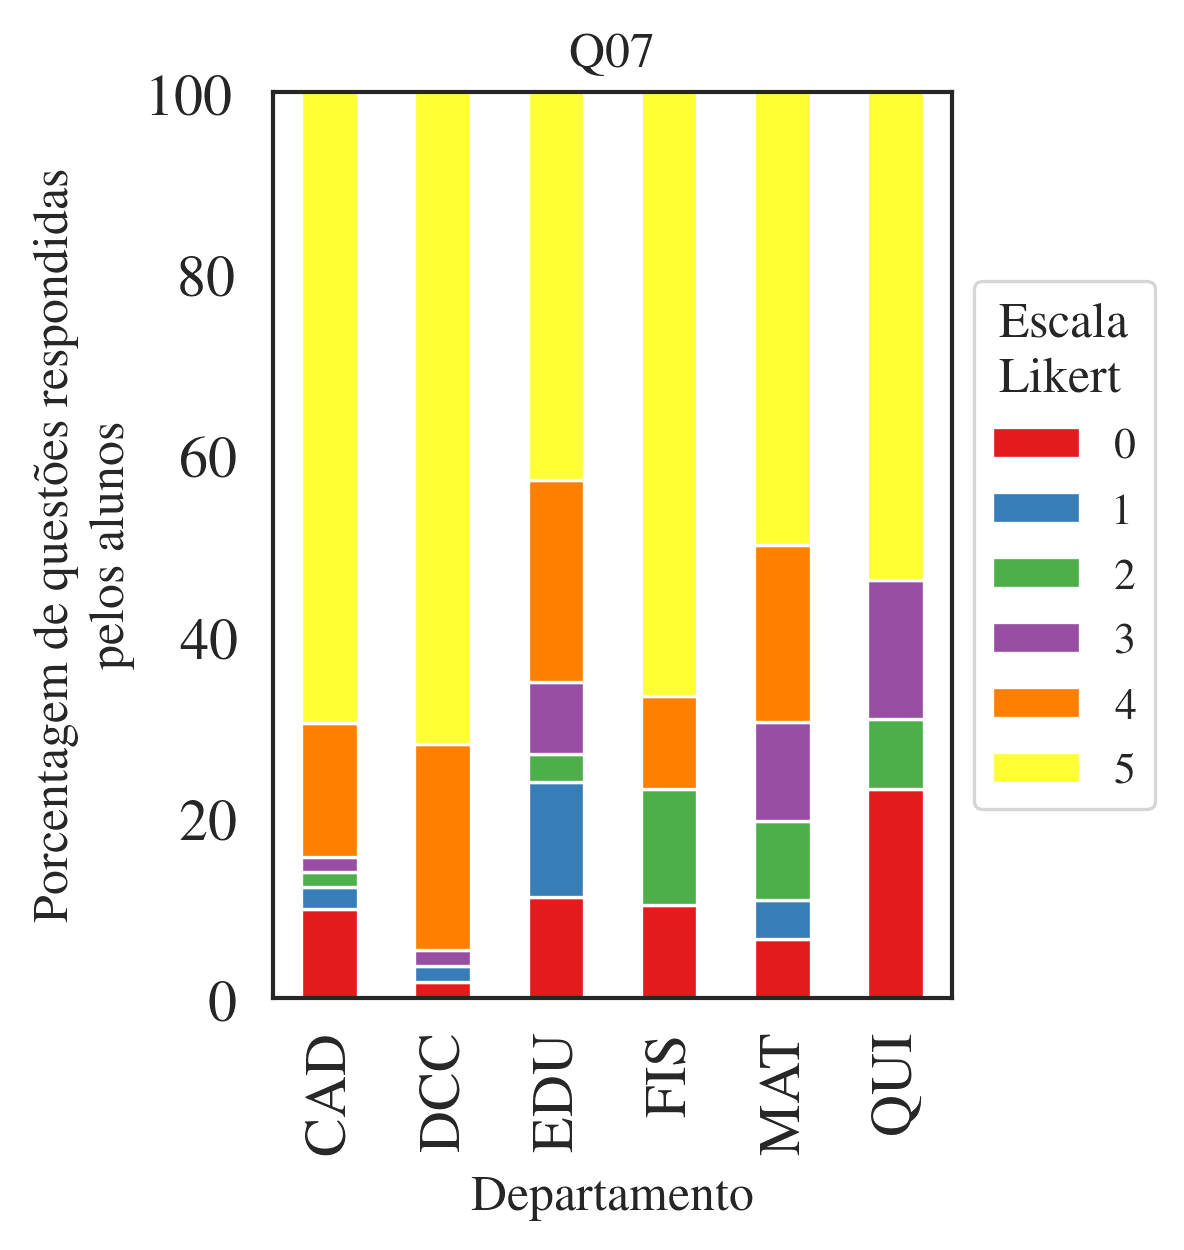 Q07
100
80
60
40
20
0
Porcentagem de questões respondidas
pelos alunos
CAD
DCC
EDU
FIS
MAT
QUI
Departamento
Escala
Likert
0
1
2
3
4
5